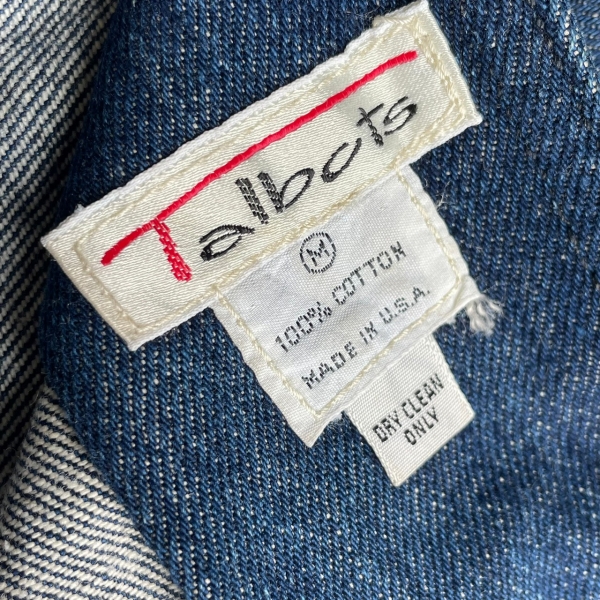 Talbots
M
100% COTTON
MADE IN U.S.A.
DRY CLEAN
ONLY